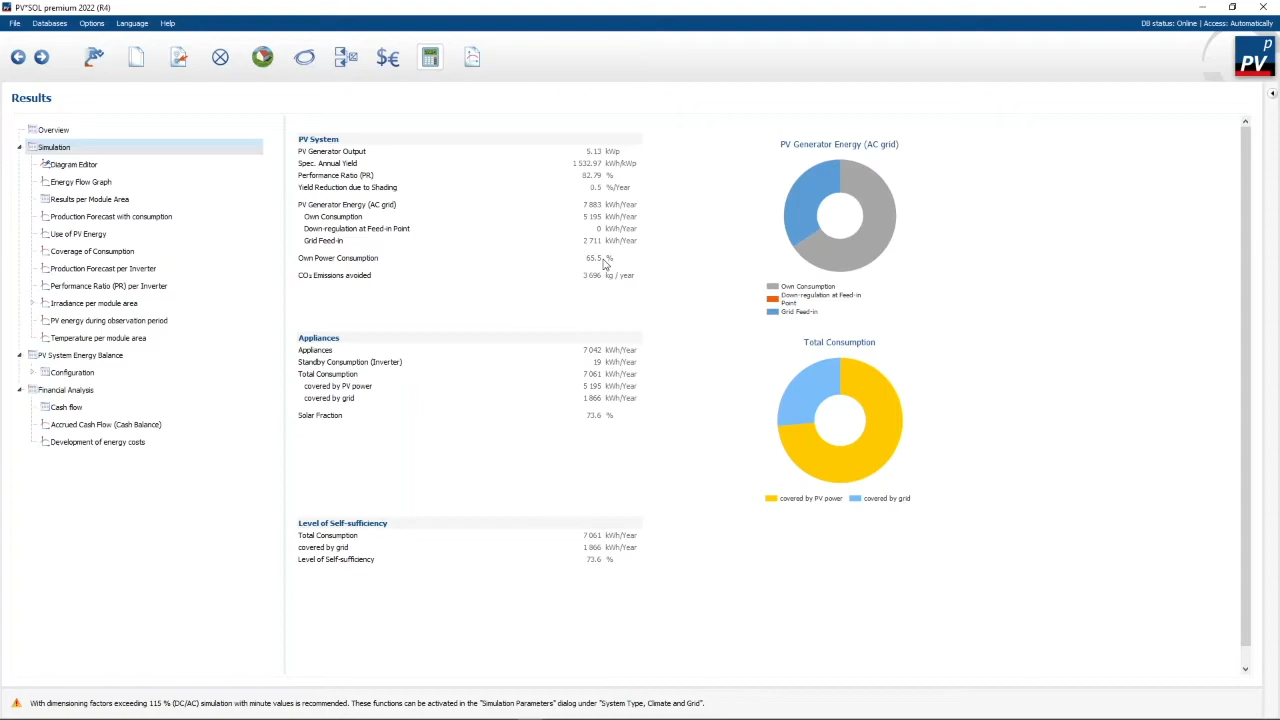 PV*SOL premium 2022 (R4)
File Databases Options Language Help
DB status: Online | Access: Automatically
p
PV
Results
Overview
Simulation
Diagram Editor
Energy Flow Graph
Results per Module Area
Production Forecast with consumption
Use of PV Energy
Coverage of Consumption
Production Forecast per Inverter
Performance Ratio (PR) per Inverter
Irradiance per module area
PV energy during observation period
Temperature per module area
PV System Energy Balance
Configuration
Financial Analysis
Cash flow
Accrued Cash Flow (Cash Balance)
Development of energy costs
PV System
PV Generator Output 5.13 kWp
Spec. Annual Yield 1 532.97 kWh/kWp
Performance Ratio (PR) 82.79 %
Yield Reduction due to Shading 0.5 %/Year
PV Generator Energy (AC grid) 7 883 kWh/Year
Own Consumption 5 195 kWh/Year
Down-regulation at Feed-in Point 0 kWh/Year
Grid Feed-in 2 711 kWh/Year
Own Power Consumption 65.5 %
CO₂ Emissions avoided 3 696 kg / year
Appliances
Appliances 7 042 kWh/Year
Standby Consumption (Inverter) 19 kWh/Year
Total Consumption 7 061 kWh/Year
covered by PV power 5 195 kWh/Year
covered by grid 1 866 kWh/Year
Solar Fraction 73.6 %
Level of Self-sufficiency
Total Consumption 7 061 kWh/Year
covered by grid 1 866 kWh/Year
Level of Self-sufficiency 73.6 %
PV Generator Energy (AC grid)
Own Consumption
Down-regulation at Feed-in
Point
Grid Feed-in
Total Consumption
covered by PV power covered by grid
With dimensioning factors exceeding 115 % (DC/AC) simulation with minute values is recommended. These functions can be activated in the "Simulation Parameters" dialog under "System Type, Climate and Grid".